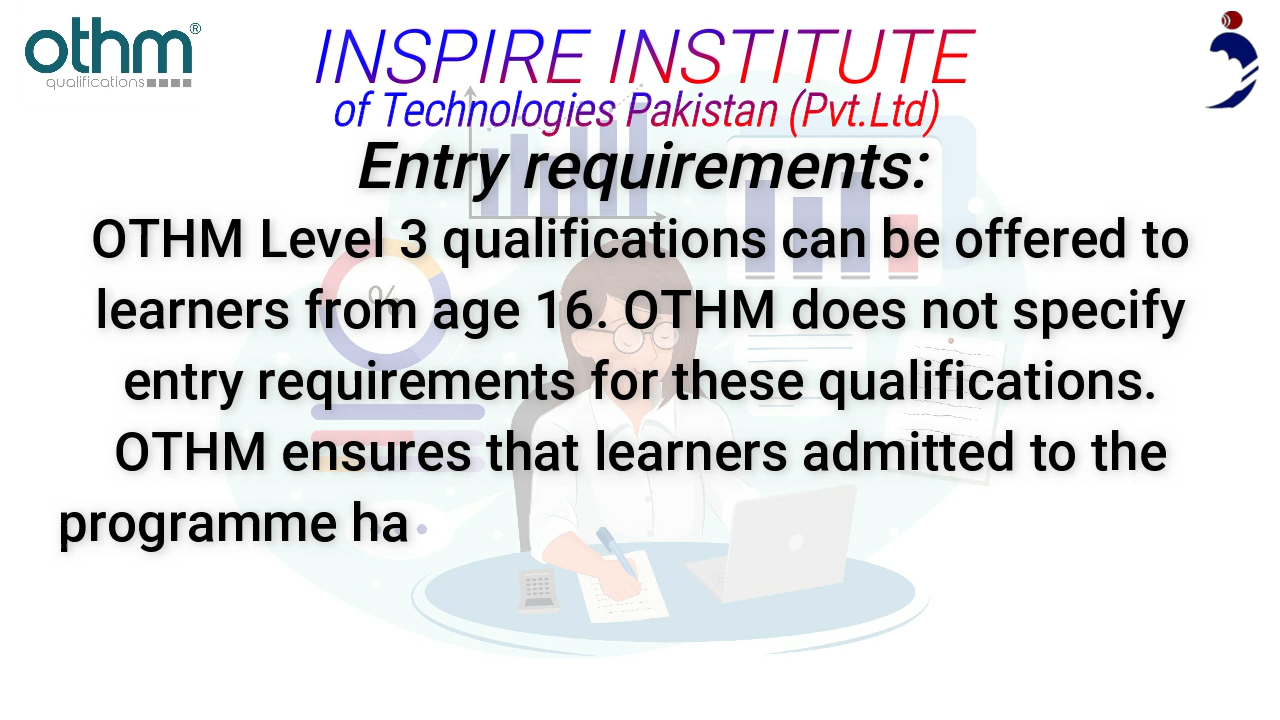 othm®
qualifications
INSPIRE INSTITUTE
of Technologies Pakistan (Pvt.Ltd)
Entry requirements:
OTHM Level 3 qualifications can be offered to
learners from age 16. OTHM does not specify
entry requirements for these qualifications.
OTHM ensures that learners admitted to the
programme ha
%